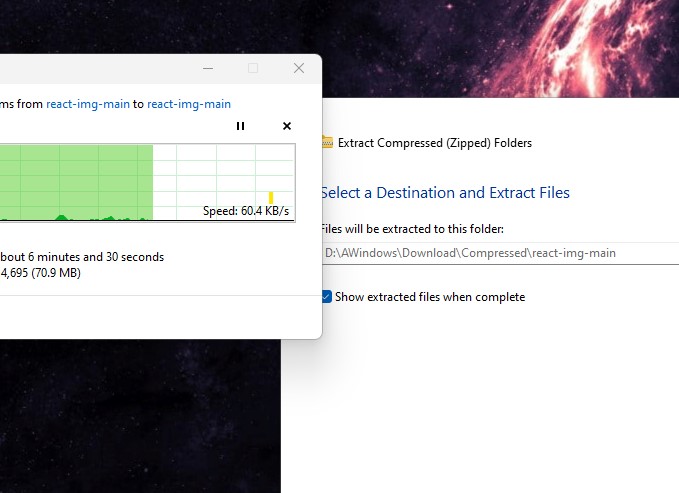 ms from react-img-main to react-img-main
Speed: 60.4 KB/s
bout 6 minutes and 30 seconds
4,695 (70.9 MB)
Extract Compressed (Zipped) Folders
Select a Destination and Extract Files
Files will be extracted to this folder:
D:\AWindows\Download\Compressed\react-img-main
Show extracted files when complete